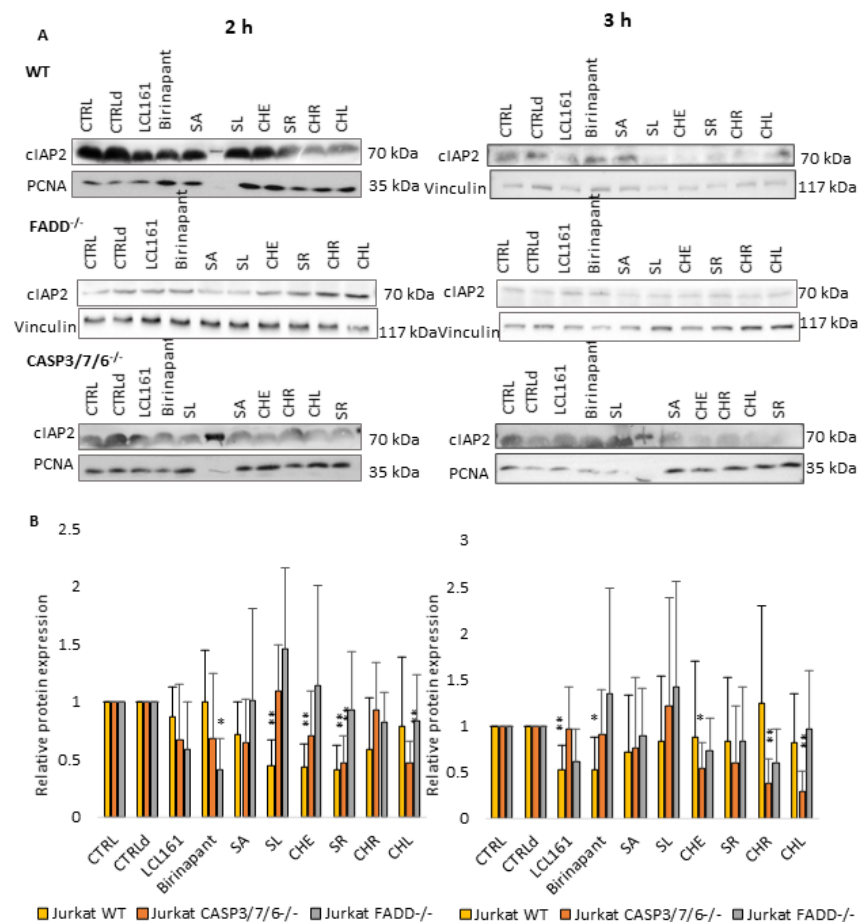 2 h
3 h
A
WT
CTRL CTRLd LCL161 Birinapant SA SL CHE SR CHR CHL
cIAP2 70 kDa
PCNA 35 kDa
CTRL CTRLd LCL161 Birinapant SA SL CHE SR CHR CHL
cIAP2 70 kDa
Vinculin 117 kDa
FADD-/-
CTRL CTRLd LCL161 Birinapant SA SL CHE SR CHR CHL
cIAP2 70 kDa
Vinculin 117 kDa
CTRL CTRLd LCL161 Birinapant SA SL CHE SR CHR CHL
cIAP2 70 kDa
Vinculin 117 kDa
CASP3/7/6-/-
CTRL CTRLd LCL161 Birinapant SL SA CHE CHR CHL SR
cIAP2 70 kDa
PCNA 35 kDa
CTRL CTRLd LCL161 Birinapant SL SA CHE CHR CHL SR
cIAP2 70 kDa
PCNA 35 kDa
B
Relative protein expression
2.5
2
1.5
1
0.5
0
* ** ** ** ** **
CTRL CTRLd LCL161 Birinapant SA SL CHE SR CHR CHL
Jurkat WT Jurkat CASP3/7/6-/- Jurkat FADD-/-
Relative protein expression
3
2.5
2
1.5
1
0.5
0
** * * ** **
CTRL CTRLd LCL161 Birinapant SA SL CHE SR CHR CHL
Jurkat WT Jurkat CASP3/7/6-/- Jurkat FADD-/-